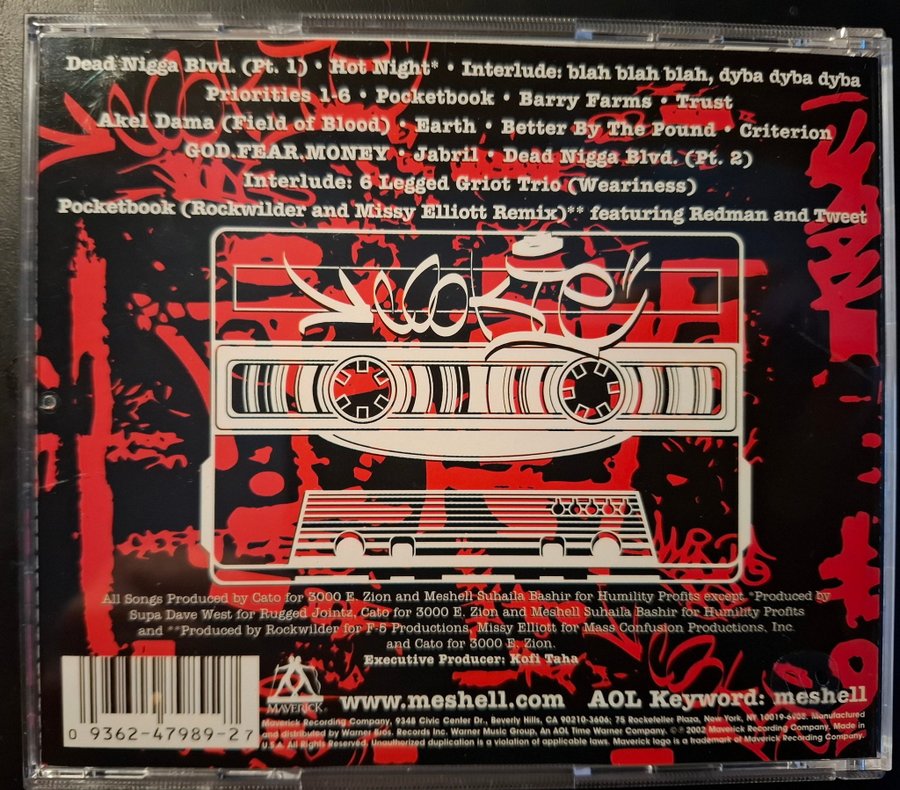 Dead Nigga Blvd. (Pt. 1) • Hot Night* • Interlude: blah blah blah, dyba dyba dyba
Priorities 1-6 • Pocketbook • Barry Farms • Trust
Akel Dama (Field of Blood) • Earth • Better By The Pound • Criterion
GOD.FEAR.MONEY • Jabril • Dead Nigga Blvd. (Pt. 2)
Interlude: 6 Legged Griot Trio (Weariness)
Pocketbook (Rockwilder and Missy Elliott Remix)** featuring Redman and Tweet
Cookie
All Songs Produced by Cato for 3000 E. Zion and Meshell Suhaila Bashir for Humility Profits except *Produced by
Supa Dave West for Rugged Jointz, Cato for 3000 E. Zion and Meshell Suhaila Bashir for Humility Profits
and **Produced by Rockwilder for F-5 Productions, Missy Elliott for Mass Confusion Productions, Inc.
and Cato for 3000 E. Zion.
Executive Producer: Kofi Taha
MAVERICK
www.meshell.com AOL Keyword: meshell
Maverick Recording Company, 9348 Civic Center Dr., Beverly Hills, CA 90210-3606; 75 Rockefeller Plaza, New York, NY 10019-6908. Manufactured
and distributed by Warner Bros. Records Inc. Warner Music Group, An AOL Time Warner Company. ©℗ 2002 Maverick Recording Company. Made in
U.S.A. All Rights Reserved. Unauthorized duplication is a violation of applicable laws. Maverick logo is a trademark of Maverick Recording Company.
0 9362-47989-2 7